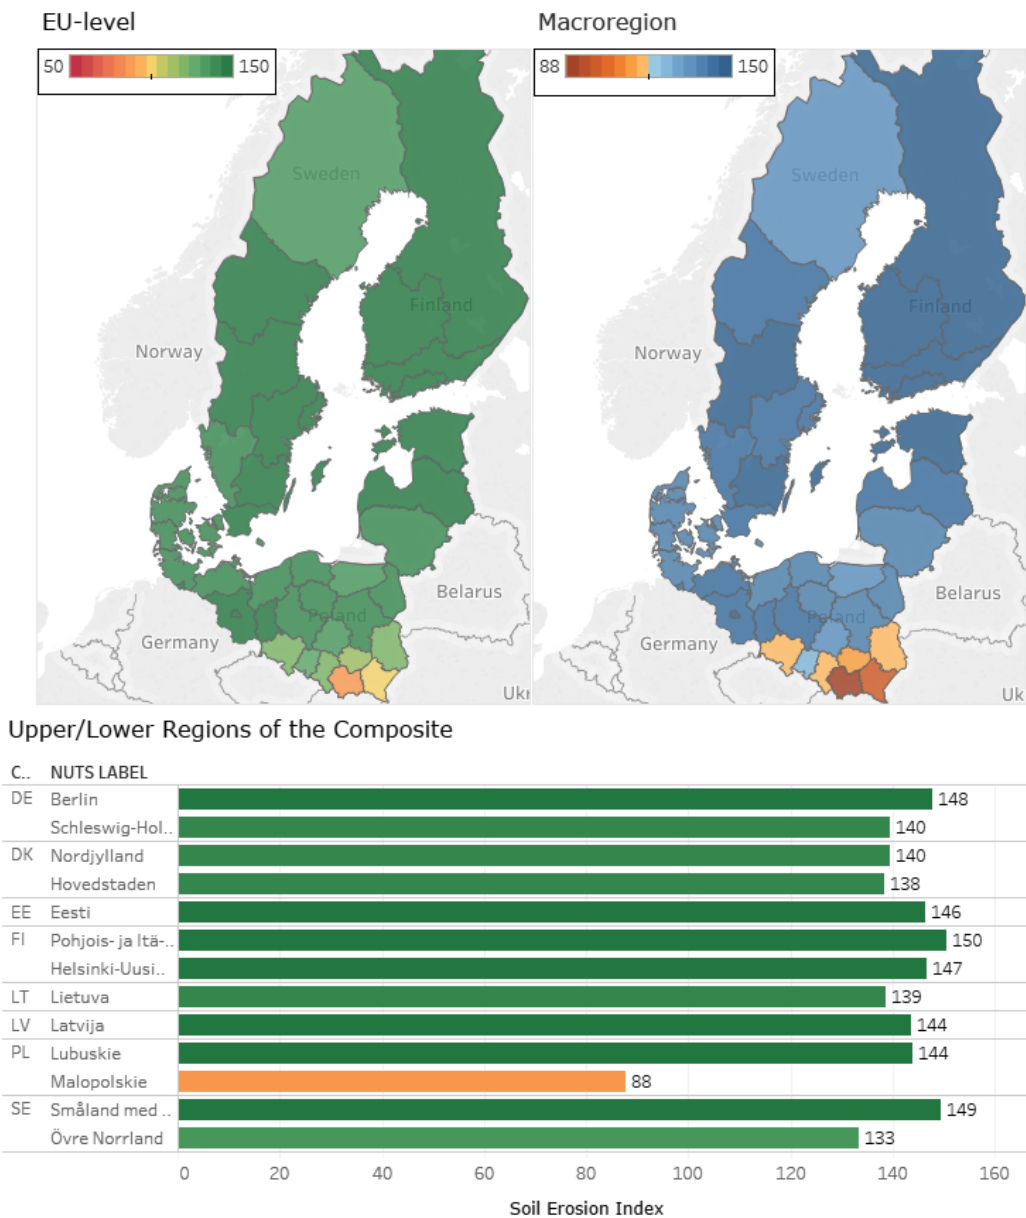 EU-level
Macroregion
50 150
88 150
Sweden
Sweden
Finland
Finland
Norway
Norway
Belarus
Belarus
Poland
Poland
Germany
Germany
Ukr
Uk
Upper/Lower Regions of the Composite
C.. NUTS LABEL
DE Berlin 148
Schleswig-Hol.. 140
DK Nordjylland 140
Hovedstaden 138
EE Eesti 146
FI Pohjois- ja Itä-.. 150
Helsinki-Uusi.. 147
LT Lietuva 139
LV Latvija 144
PL Lubuskie 144
Malopolskie 88
SE Småland med .. 149
Övre Norrland 133
0 20 40 60 80 100 120 140 160
Soil Erosion Index